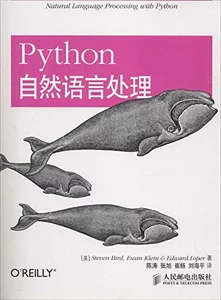 Natural Language Processing with Python
Python
自然语言处理
[美] Steven Bird, Ewan Klein & Edward Loper 著
陈涛 张旭 崔杨 刘海平 译
O'REILLY®
人民邮电出版社
POSTS & TELECOM PRESS